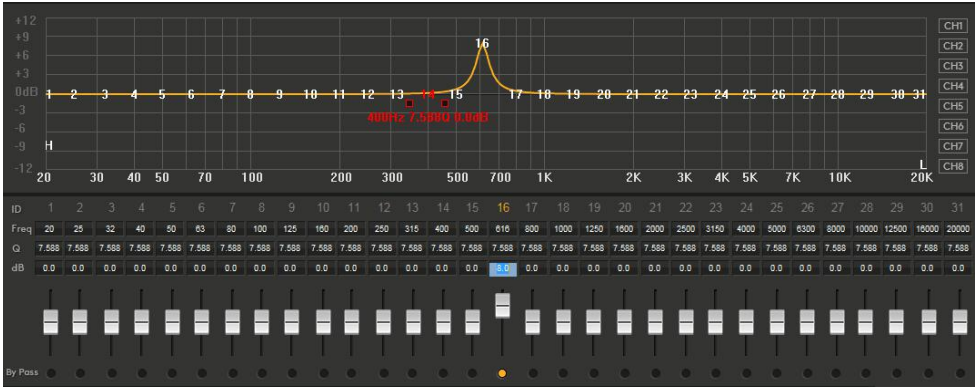 +12
+9
+6
+3
0dB
-3
-6
-9
-12
16
1 2 3 4 5 6 7 8 9 10 11 12 13 14 15 17 18 19 20 21 22 23 24 25 26 27 28 29 30 31
400Hz 7.588Q 0.0dB
H
L
20 30 40 50 70 100 200 300 500 700 1K 2K 3K 4K 5K 7K 10K 20K
CH1
CH2
CH3
CH4
CH5
CH6
CH7
CH8
ID 1 2 3 4 5 6 7 8 9 10 11 12 13 14 15 16 17 18 19 20 21 22 23 24 25 26 27 28 29 30 31
Freq 20 25 32 40 50 63 80 100 125 160 200 250 315 400 500 616 800 1000 1250 1600 2000 2500 3150 4000 5000 6300 8000 10000 12500 16000 20000
Q 7.588 7.588 7.588 7.588 7.588 7.588 7.588 7.588 7.588 7.588 7.588 7.588 7.588 7.588 7.588 7.588 7.588 7.588 7.588 7.588 7.588 7.588 7.588 7.588 7.588 7.588 7.588 7.588 7.588 7.588 7.588
dB 0.0 0.0 0.0 0.0 0.0 0.0 0.0 0.0 0.0 0.0 0.0 0.0 0.0 0.0 0.0 8.0 0.0 0.0 0.0 0.0 0.0 0.0 0.0 0.0 0.0 0.0 0.0 0.0 0.0 0.0 0.0
By Pass